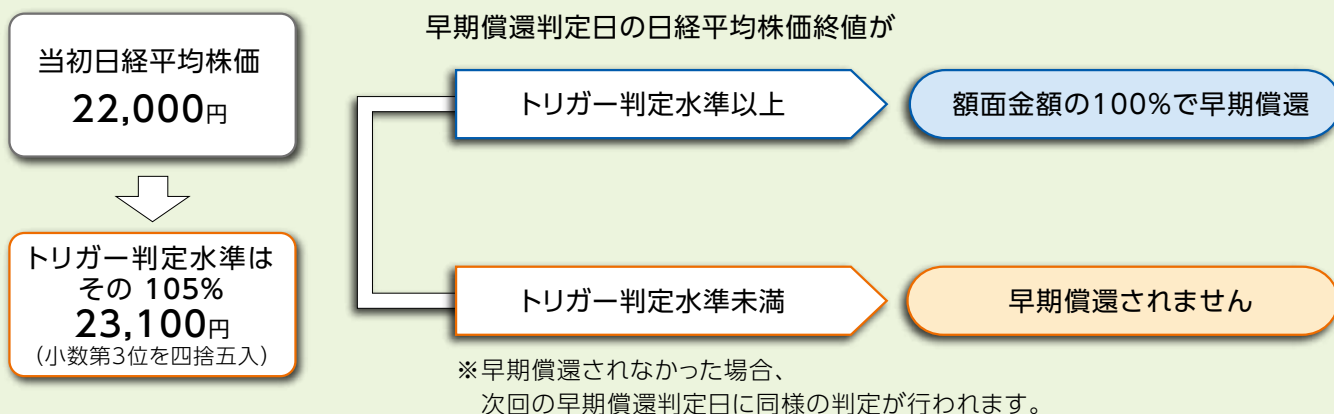 当初日経平均株価
22,000円
トリガー判定水準は
その 105%
23,100円
(小数第3位を四捨五入)
早期償還判定日の日経平均株価終値が
トリガー判定水準以上
額面金額の100%で早期償還
トリガー判定水準未満
早期償還されません
※早期償還されなかった場合、
次回の早期償還判定日に同様の判定が行われます。